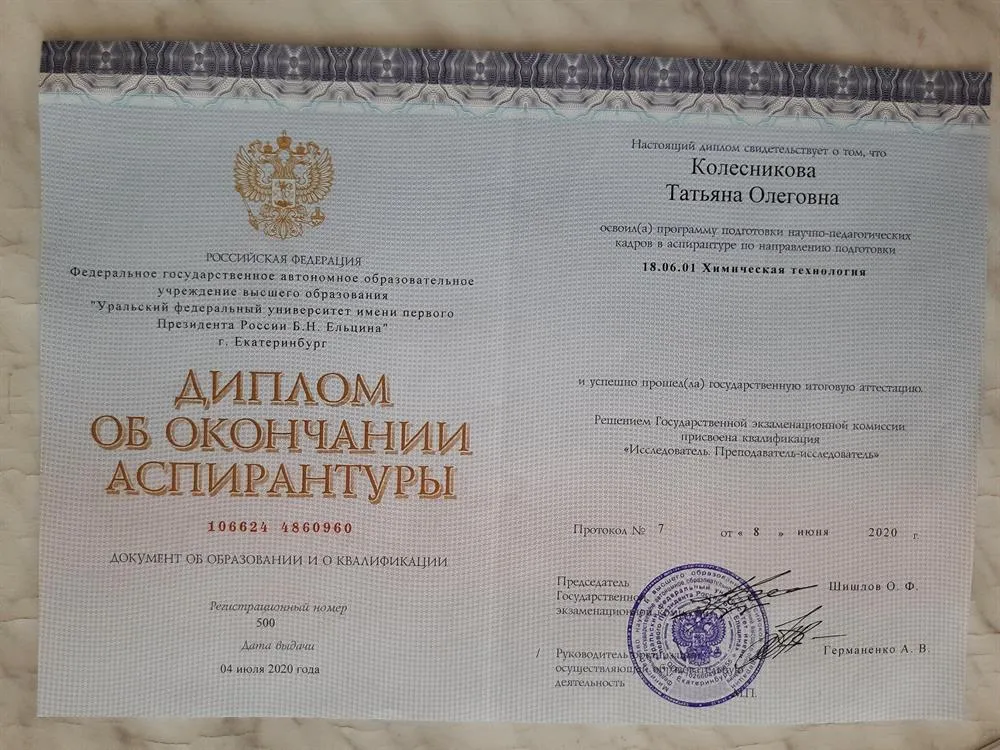 РОССИЙСКАЯ ФЕДЕРАЦИЯ
Федеральное государственное автономное образовательное
учреждение высшего образования
"Уральский федеральный университет имени первого
Президента России Б.Н. Ельцина"
г. Екатеринбург
ДИПЛОМ
ОБ ОКОНЧАНИИ
АСПИРАНТУРЫ
106624 4860960
ДОКУМЕНТ ОБ ОБРАЗОВАНИИ И О КВАЛИФИКАЦИИ
Регистрационный номер
500
Дата выдачи
04 июля 2020 года
Настоящий диплом свидетельствует о том, что
Колесникова
Татьяна Олеговна
освоил(а) программу подготовки научно-педагогических
кадров в аспирантуре по направлению подготовки
18.06.01 Химическая технология
и успешно прошел(ла) государственную итоговую аттестацию.
Решением Государственной экзаменационной комиссии
присвоена квалификация
«Исследователь. Преподаватель-исследователь»
Протокол № 7 от « 8 » июня 2020 г.
Председатель
Государственной
экзаменационной комиссии
Шишлов О. Ф.
/ Руководитель организации,
осуществляющей образовательную
деятельность
Германенко А. В.
М.П.